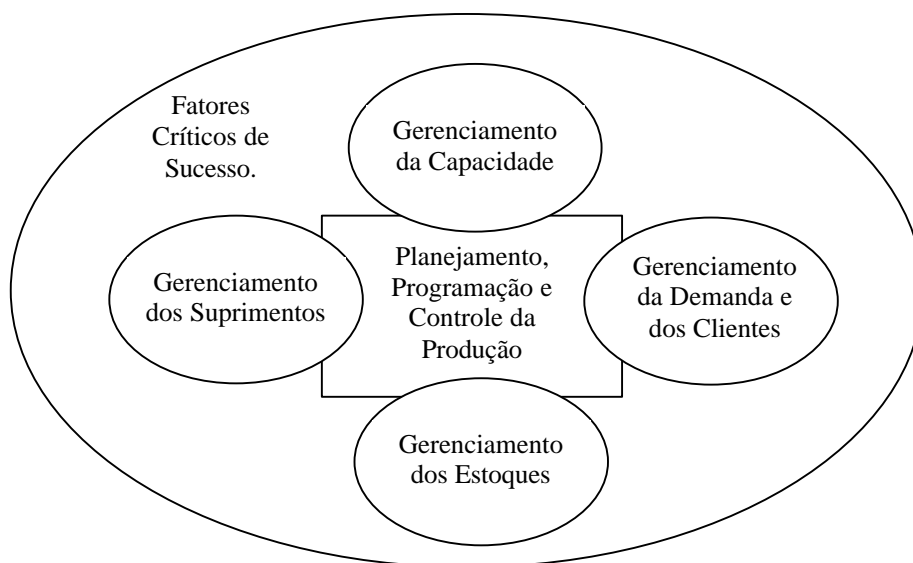 Fatores
Críticos de
Sucesso.
Gerenciamento
da Capacidade
Gerenciamento
dos Suprimentos
Planejamento,
Programação e
Controle da
Produção
Gerenciamento
da Demanda e
dos Clientes
Gerenciamento
dos Estoques